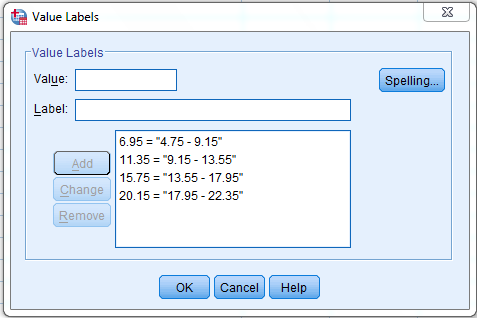 Value Labels
Value Labels
Value:
Spelling...
Label:
6.95 = "4.75 - 9.15"
11.35 = "9.15 - 13.55"
15.75 = "13.55 - 17.95"
20.15 = "17.95 - 22.35"
Add
Change
Remove
OK Cancel Help